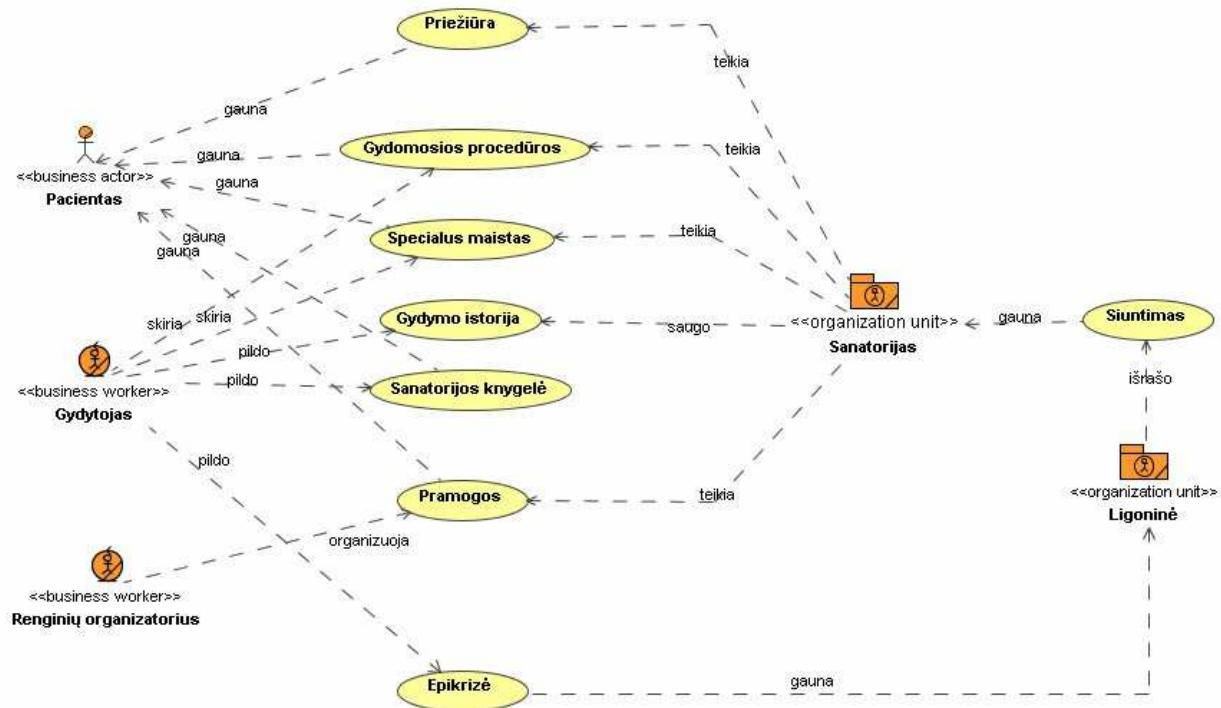 Priežiūra
teikia
gauna
Gydomosios procedūros
gauna
teikia
<<business actor>>
Pacientas
gauna
gauna
Specialus maistas
teikia
gauna
skiria
skiria
Gydymo istorija
saugo
<<organization unit>>
Sanatorijas
gauna
Siuntimas
pildo
pildo
Sanatorijos knygelė
<<business worker>>
Gydytojas
išrašo
pildo
Pramogos
teikia
<<organization unit>>
Ligoninė
organizuoja
<<business worker>>
Renginių organizatorius
Epikrizė
gauna